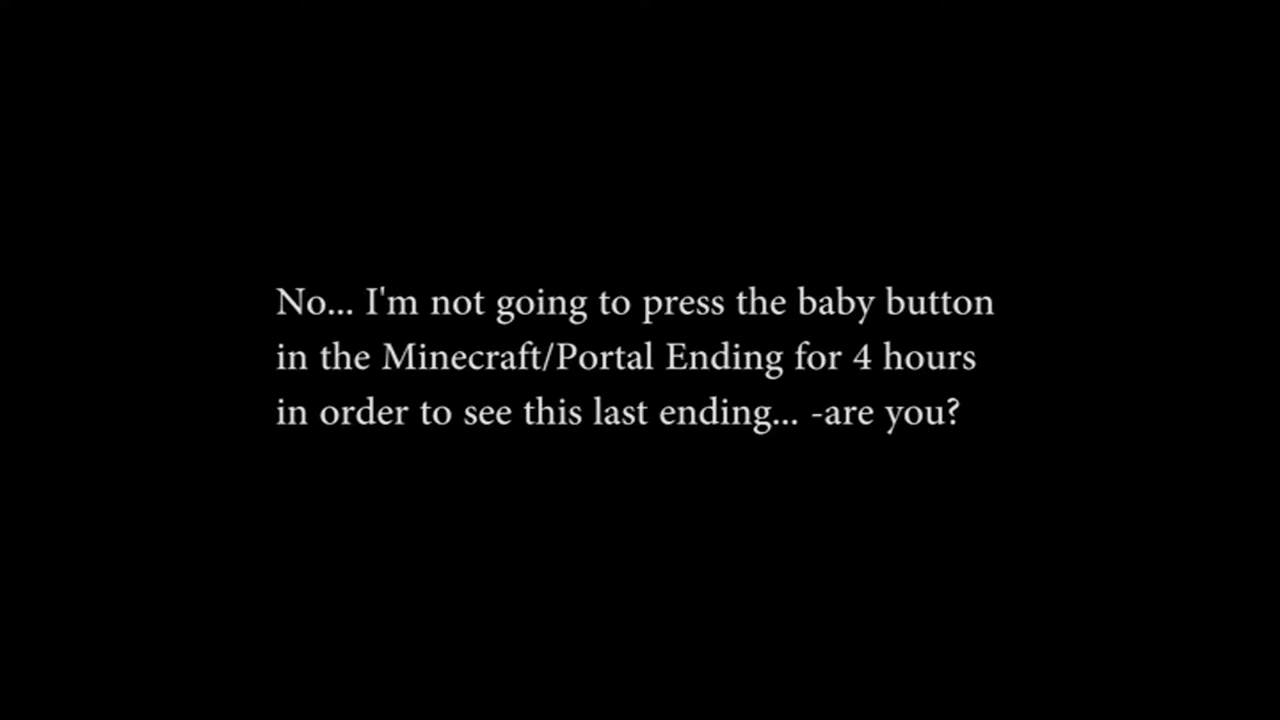 No... I'm not going to press the baby button
in the Minecraft/Portal Ending for 4 hours
in order to see this last ending... -are you?